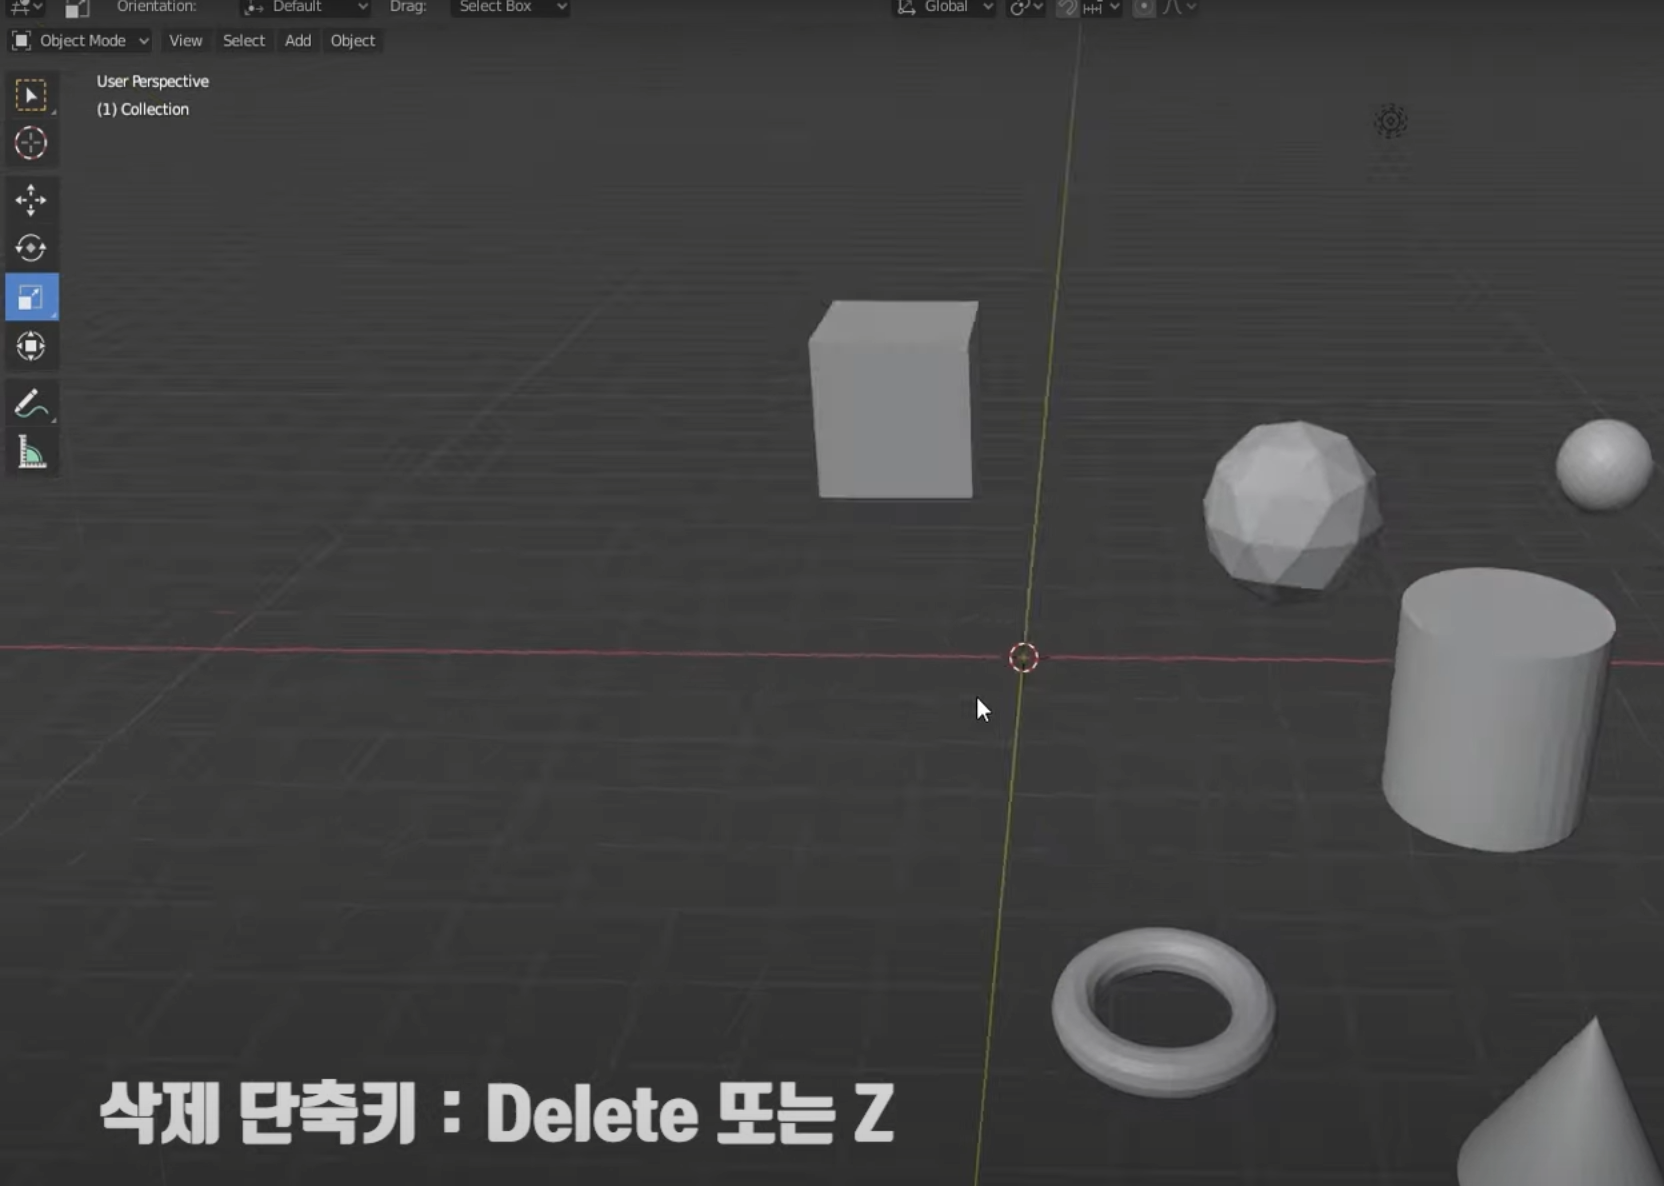 Orientation: Default Drag: Select Box Global
Object Mode View Select Add Object
User Perspective
(1) Collection
삭제 단축키 : Delete 또는 Z